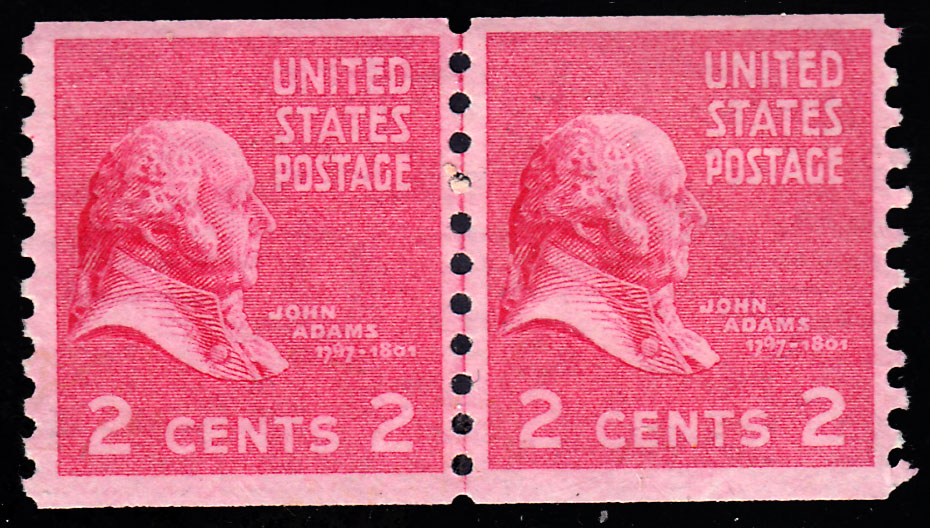 UNITED
STATES
POSTAGE
JOHN
ADAMS
1797-1801
2 CENTS 2
UNITED
STATES
POSTAGE
JOHN
ADAMS
1797-1801
2 CENTS 2